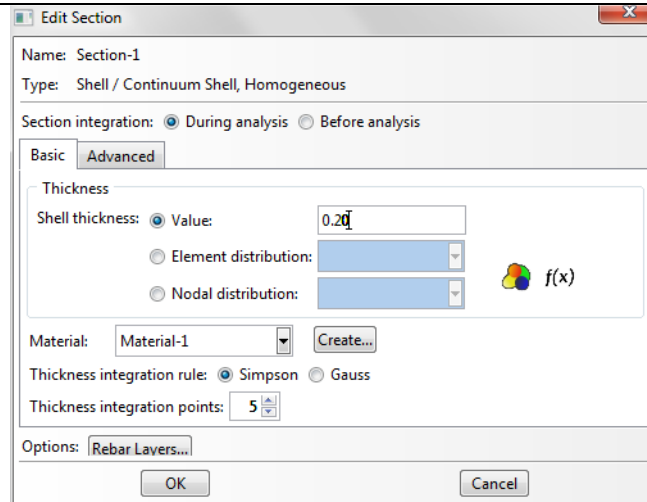 Edit Section
Name: Section-1
Type: Shell / Continuum Shell, Homogeneous
Section integration: During analysis Before analysis
Basic Advanced
Thickness
Shell thickness: Value: 0.20
Element distribution:
Nodal distribution: f(x)
Material: Material-1 Create...
Thickness integration rule: Simpson Gauss
Thickness integration points: 5
Options: Rebar Layers...
OK Cancel